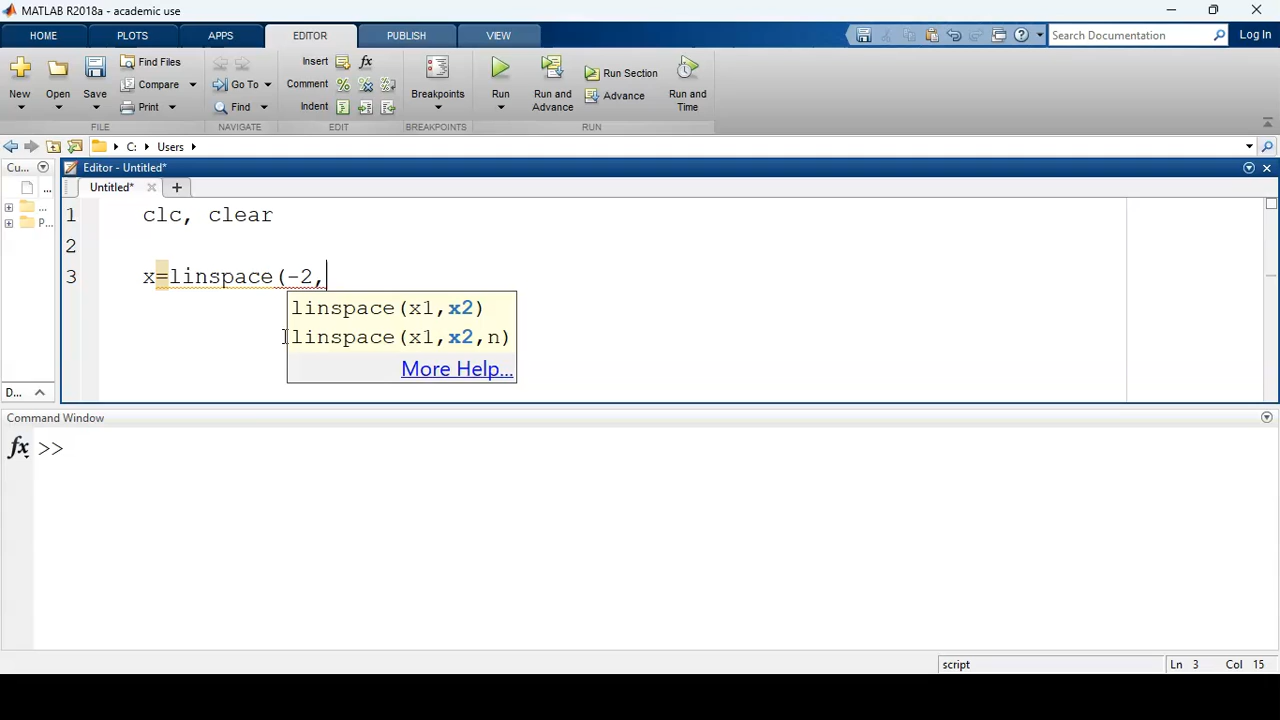 MATLAB R2018a - academic use
HOME PLOTS APPS EDITOR PUBLISH VIEW Search Documentation Log In
New Open Save Find Files Compare Print Go To Find Insert fx Comment % Indent Breakpoints Run Run and Advance Run Section Advance Run and Time
FILE NAVIGATE EDIT BREAKPOINTS RUN
C: Users
Cu... Editor - Untitled*
Untitled*
...
...
P...
1 clc, clear
2
3 x=linspace(-2,
linspace(x1,x2)
linspace(x1,x2,n)
More Help...
D...
Command Window
fx >>
script Ln 3 Col 15